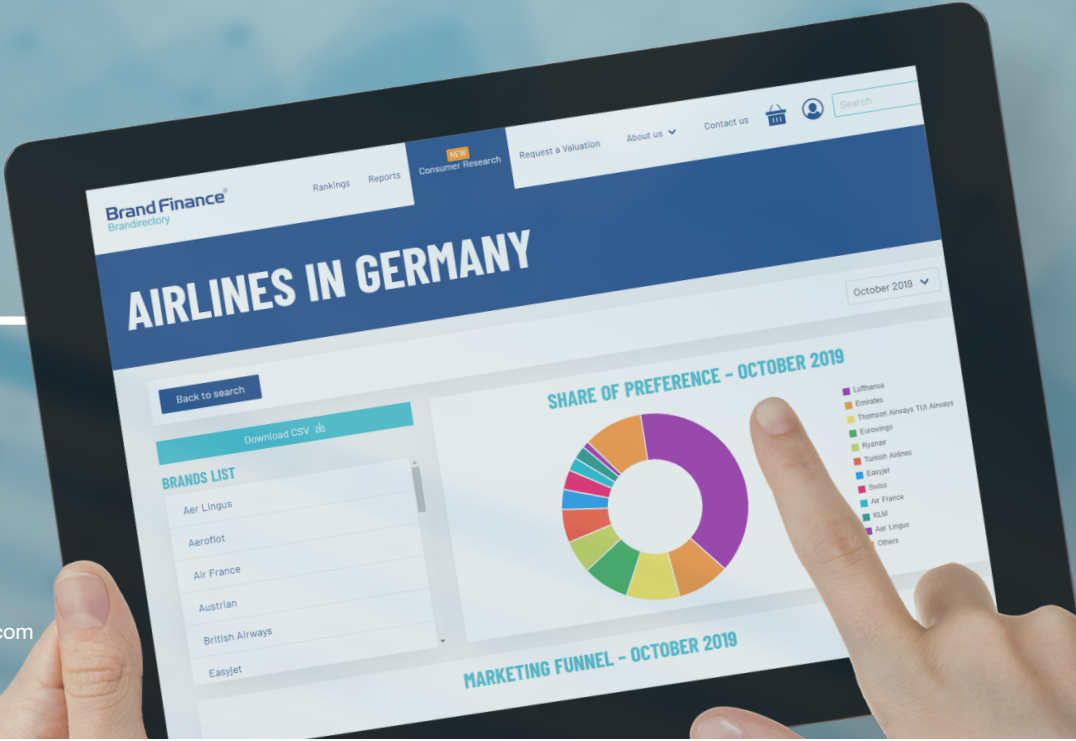 Brand Finance®
Brandirectory
Rankings
Reports
NEW
Consumer Research
Request a Valuation
About us
Contact us
Search
AIRLINES IN GERMANY
October 2019
Back to search
Download CSV
BRANDS LIST
Aer Lingus
Aeroflot
Air France
Austrian
British Airways
Easyjet
SHARE OF PREFERENCE – OCTOBER 2019
Lufthansa
Emirates
Thomson Airways TUI Airways
Eurowings
Ryanair
Turkish Airlines
Easyjet
Swiss
Air France
KLM
Aer Lingus
Others
MARKETING FUNNEL – OCTOBER 2019
com